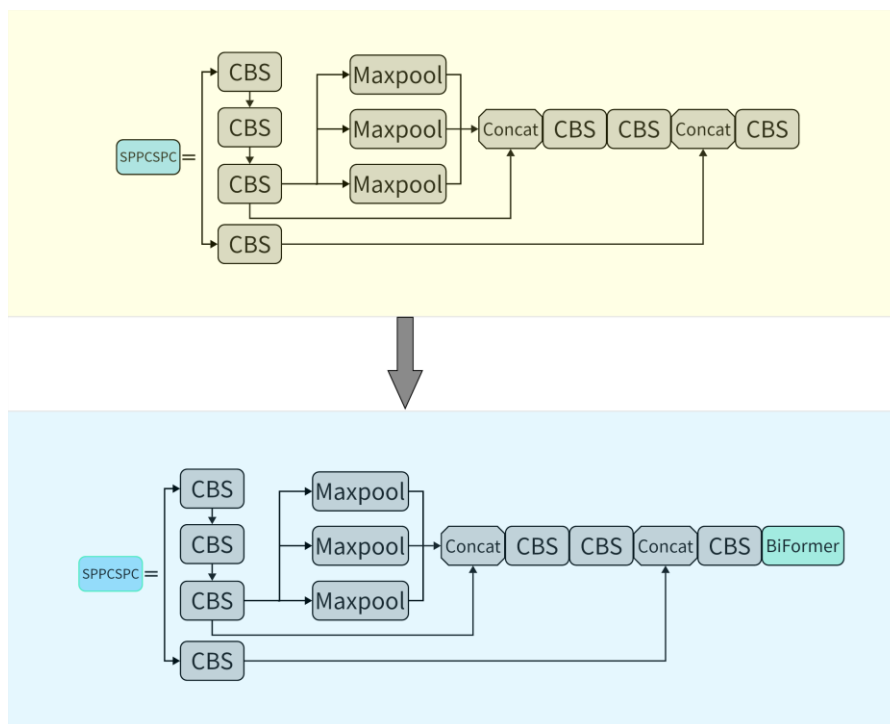 CBS
Maxpool
CBS
Maxpool
SPPCSPC = CBS Maxpool Concat CBS CBS Concat CBS
CBS
CBS
Maxpool
CBS
Maxpool
Concat CBS CBS Concat CBS BiFormer
SPPCSPC = CBS Maxpool
CBS